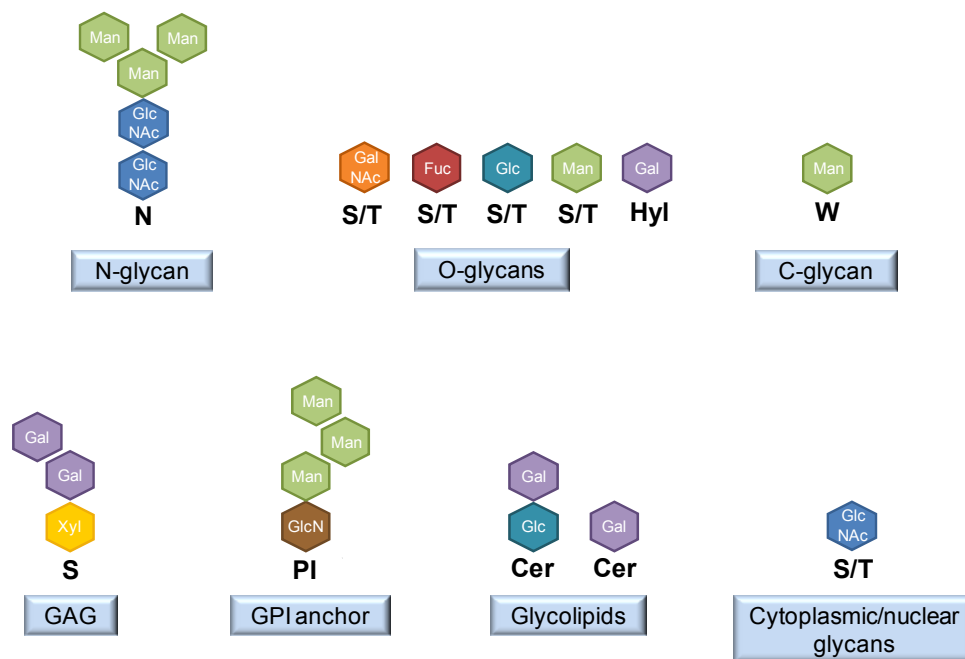 Man Man
Man
Glc
NAc
Glc
NAc
N
N-glycan
Gal
NAc
Fuc
Glc
Man
Gal
S/T S/T S/T S/T Hyl
O-glycans
Man
W
C-glycan
Gal
Gal
Xyl
S
GAG
Man
Man
Man
GlcN
PI
GPI anchor
Gal
Glc
Gal
Cer Cer
Glycolipids
Glc
NAc
S/T
Cytoplasmic/nuclear
glycans